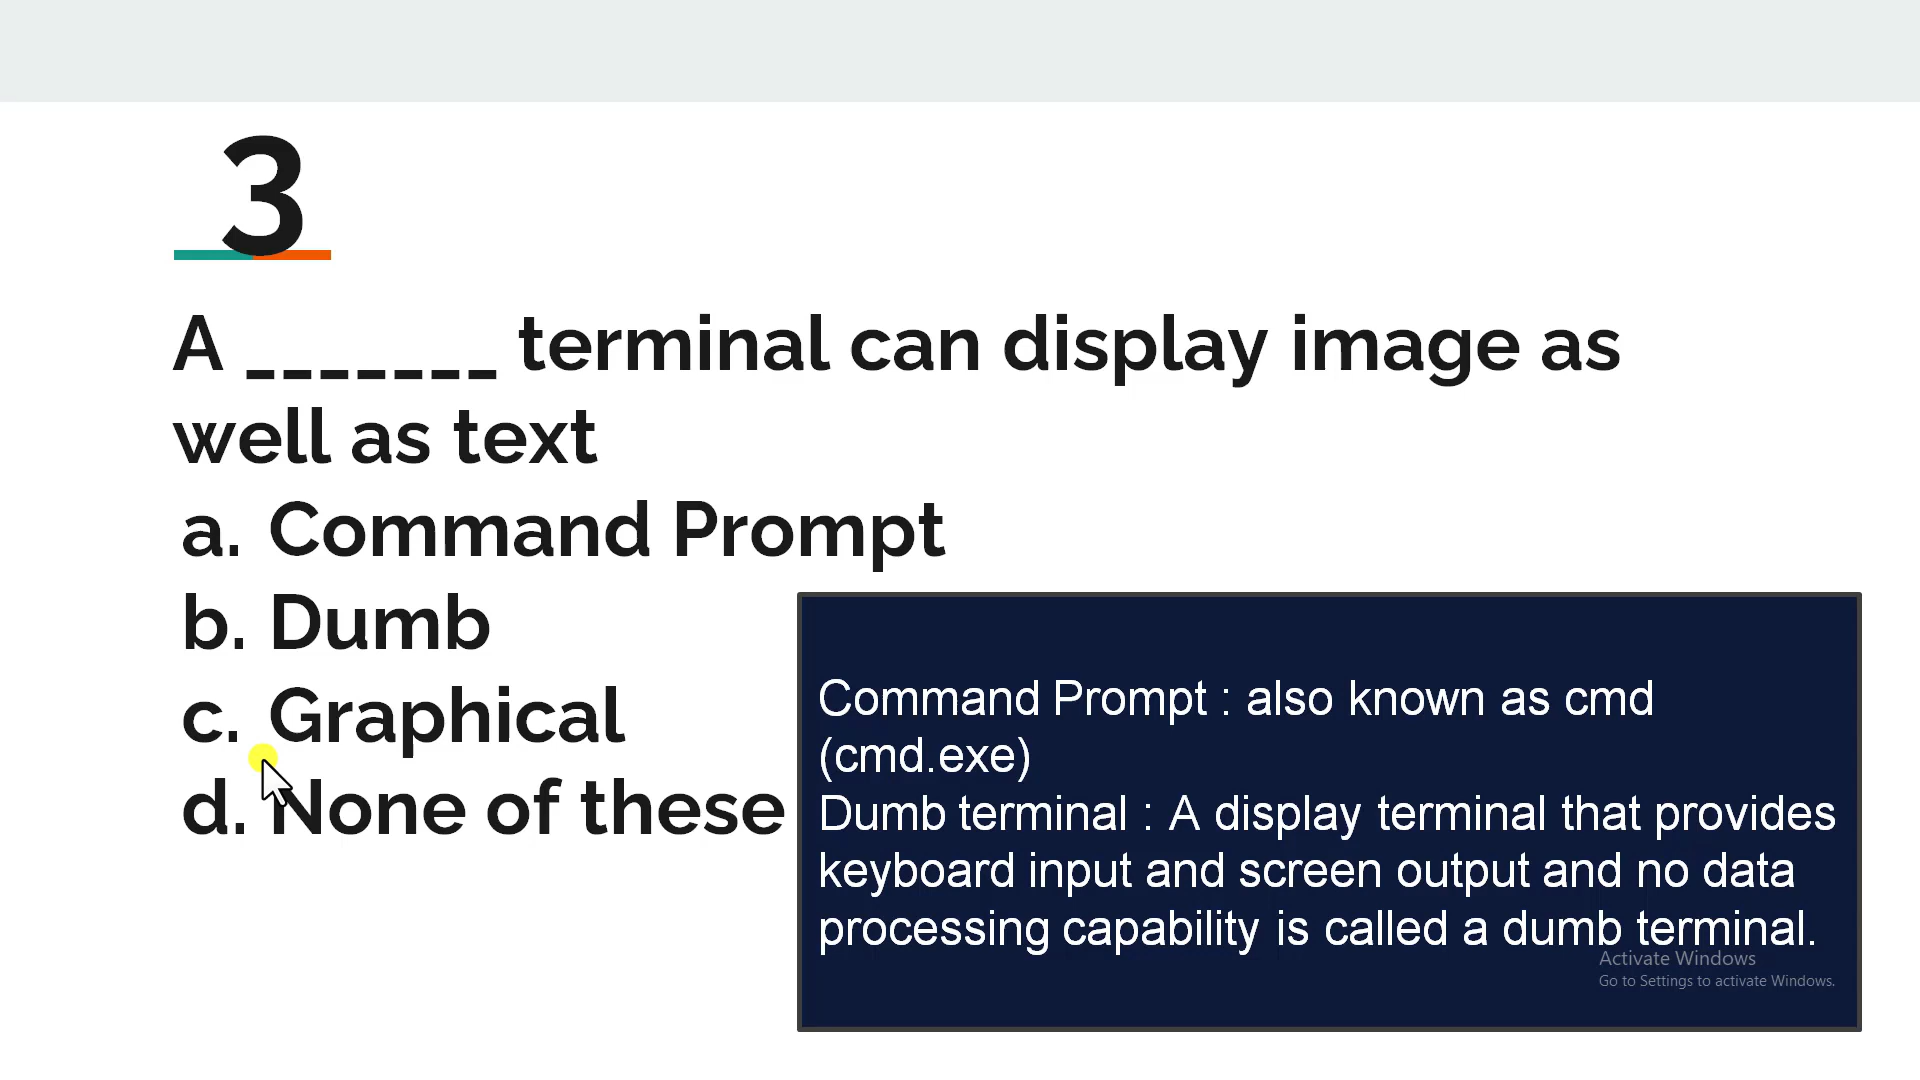 3
A _______ terminal can display image as
well as text
a. Command Prompt
b. Dumb
c. Graphical
d. None of these
Command Prompt : also known as cmd
(cmd.exe)
Dumb terminal : A display terminal that provides
keyboard input and screen output and no data
processing capability is called a dumb terminal.
Activate Windows
Go to Settings to activate Windows.